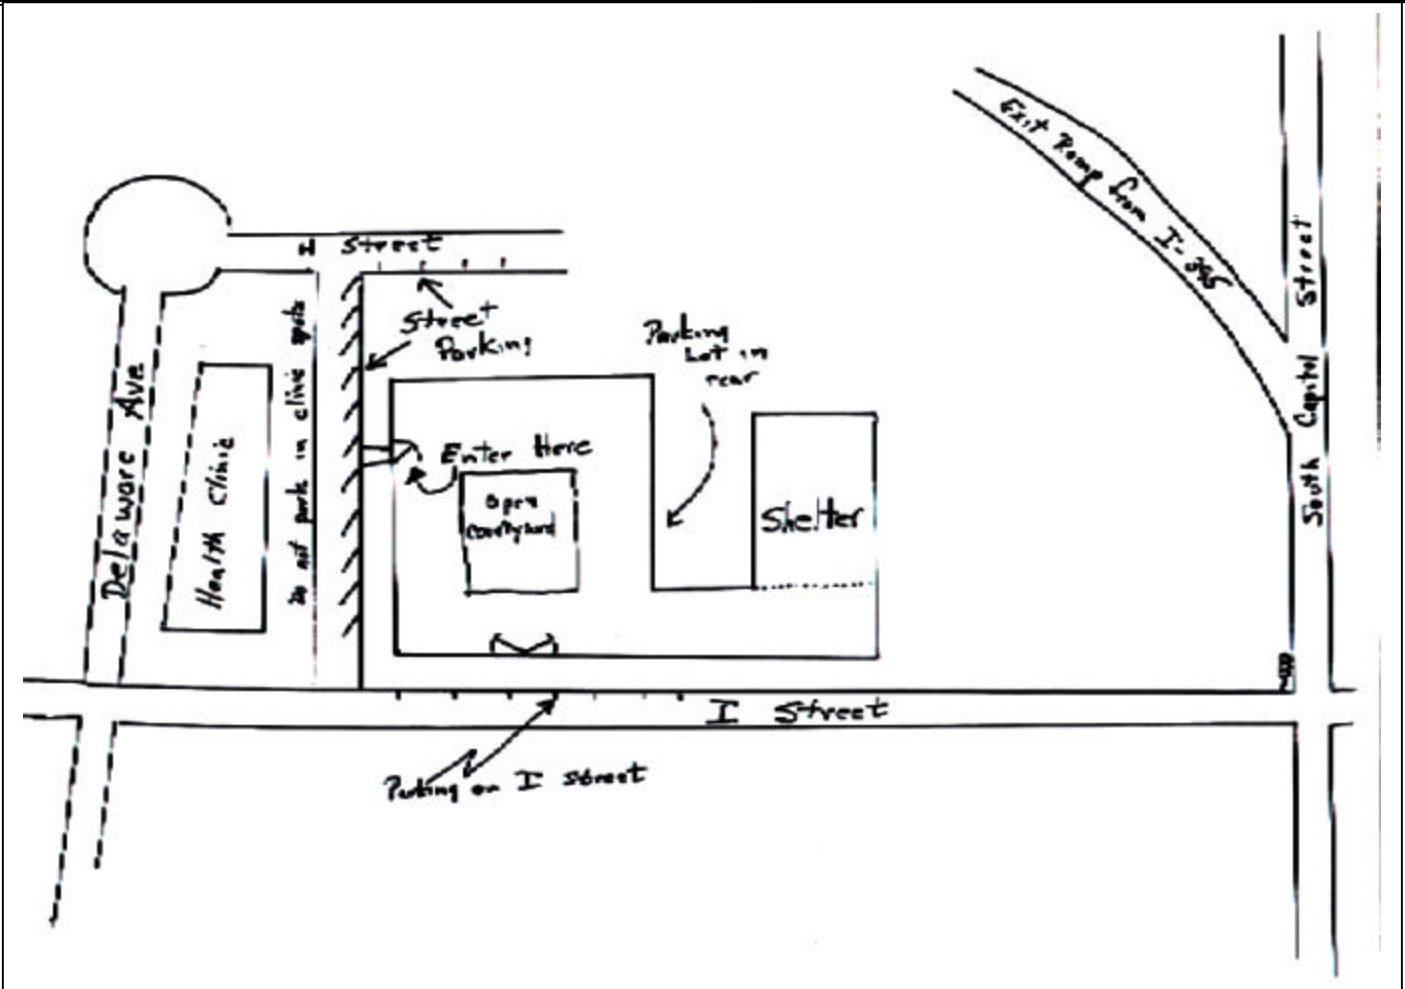 I Street
Exit Ramp from I-395
South Capitol Street
Street
Parking
Parking
Lot in
rear
Delaware Ave
Health Clinic
Do not park in clinic spots
Enter Here
Open
Courtyard
Shelter
I Street
Parking on I street